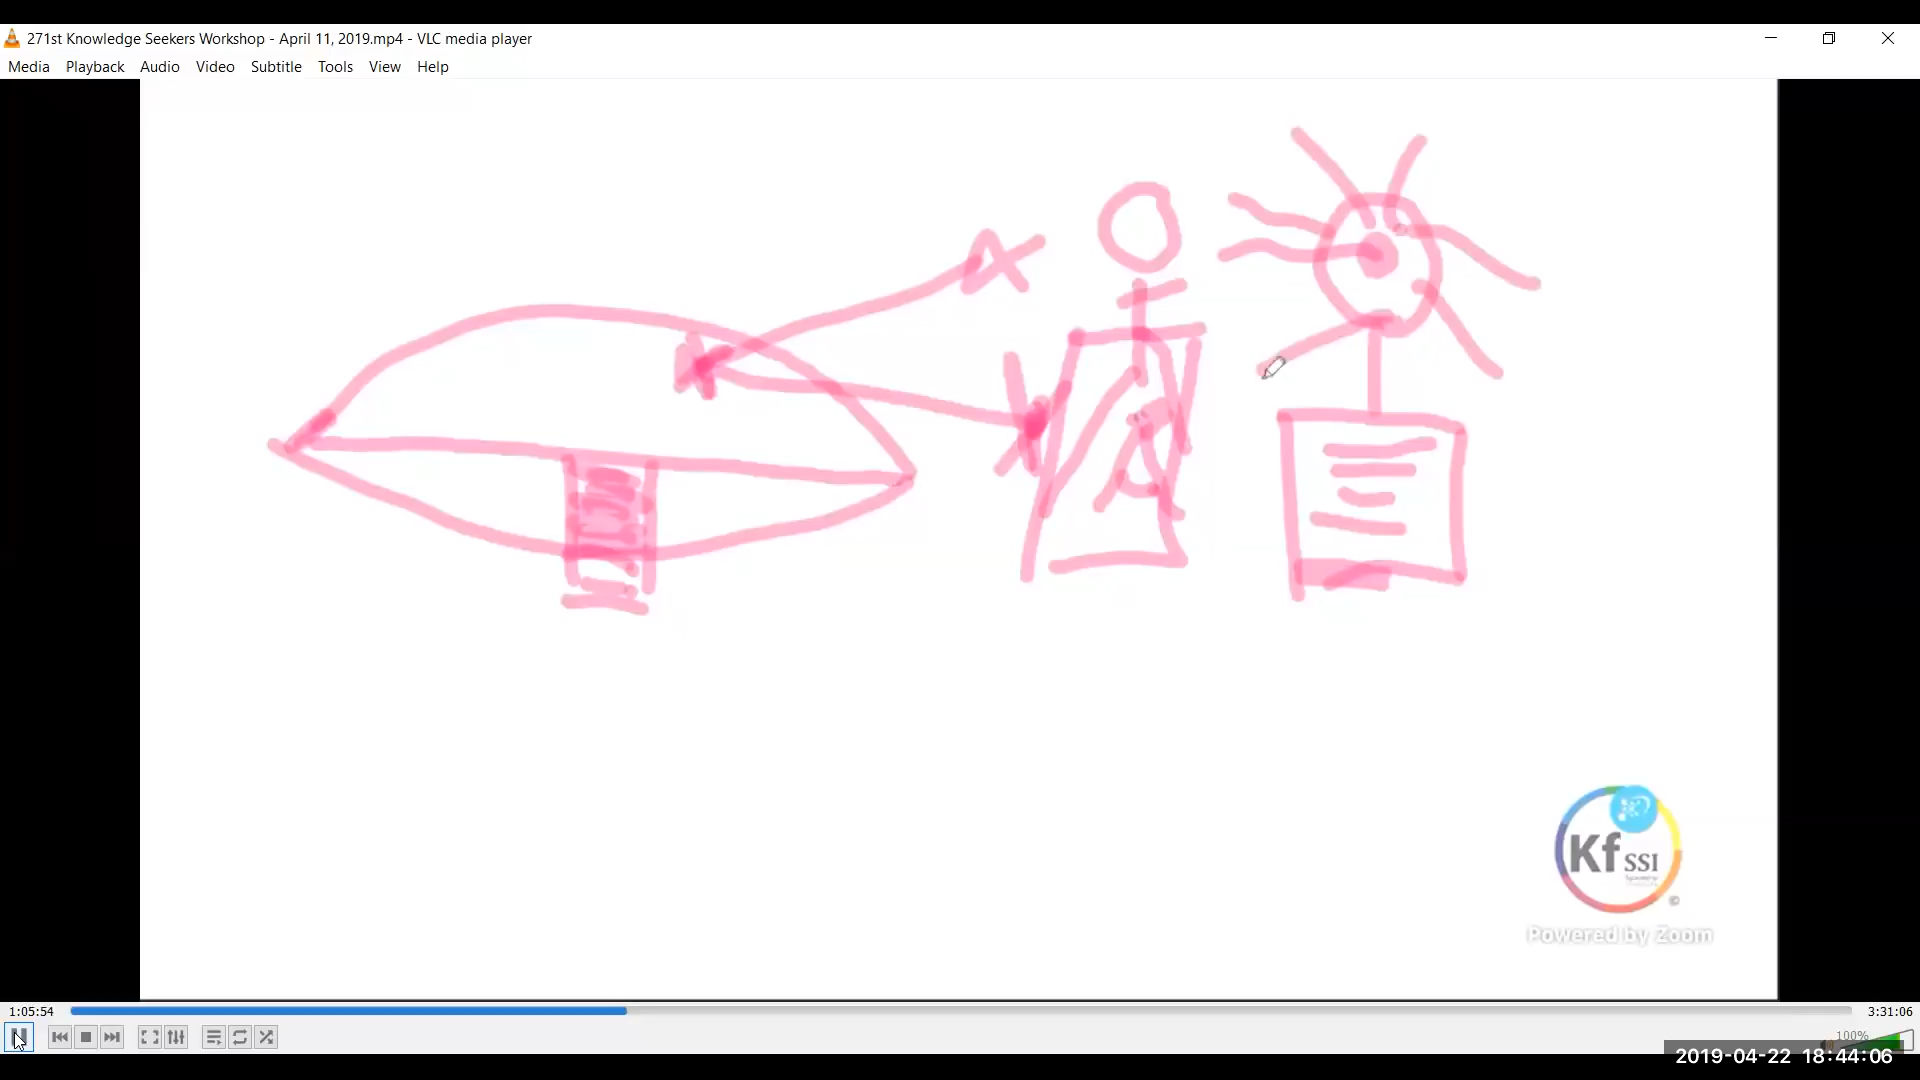 271st Knowledge Seekers Workshop - April 11, 2019.mp4 - VLC media player
Media Playback Audio Video Subtitle Tools View Help
Kf SSI
©
Powered by Zoom
1:05:54
3:31:06
100%
2019-04-22 18:44:06